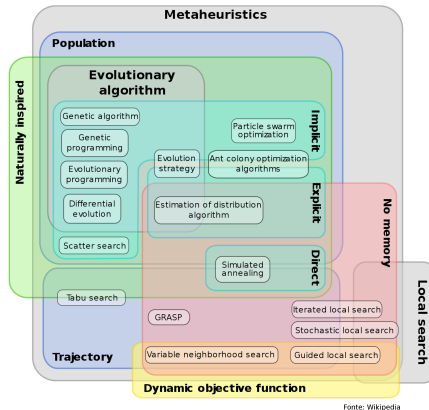 Metaheuristics
Population
Naturally inspired
Evolutionary
algorithm
Implicit
Genetic algorithm
Particle swarm
optimization
Genetic
programming
Evolution
strategy
Ant colony optimization
algorithms
Evolutionary
programming
Explicit
Differential
evolution
Estimation of distribution
algorithm
No memory
Scatter search
Direct
Simulated
annealing
Tabu search
GRASP
Iterated local search
Stochastic local search
Local search
Trajectory
Variable neighborhood search
Guided local search
Dynamic objective function
Fonte: Wikipedia